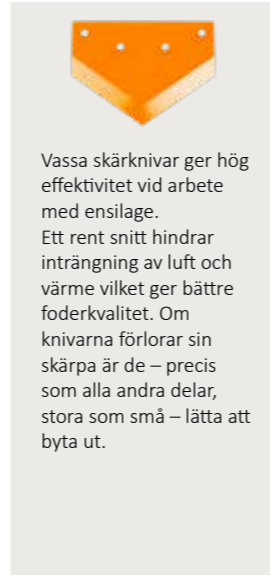 Vassa skärknivar ger hög
effektivitet vid arbete
med ensilage.
Ett rent snitt hindrar
inträngning av luft och
värme vilket ger bättre
foderkvalitet. Om
knivarna förlorar sin
skärpa är de – precis
som alla andra delar,
stora som små – lätta att
byta ut.